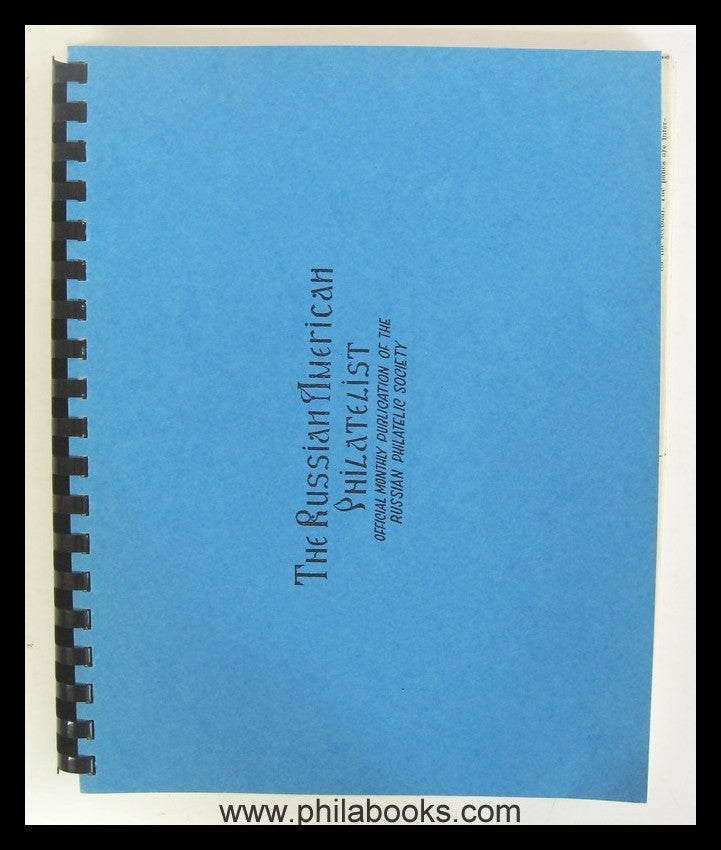 The Russian American
Philatelist
OFFICIAL MONTHLY PUBLICATION OF THE
RUSSIAN PHILATELIC SOCIETY
www.philabooks.com